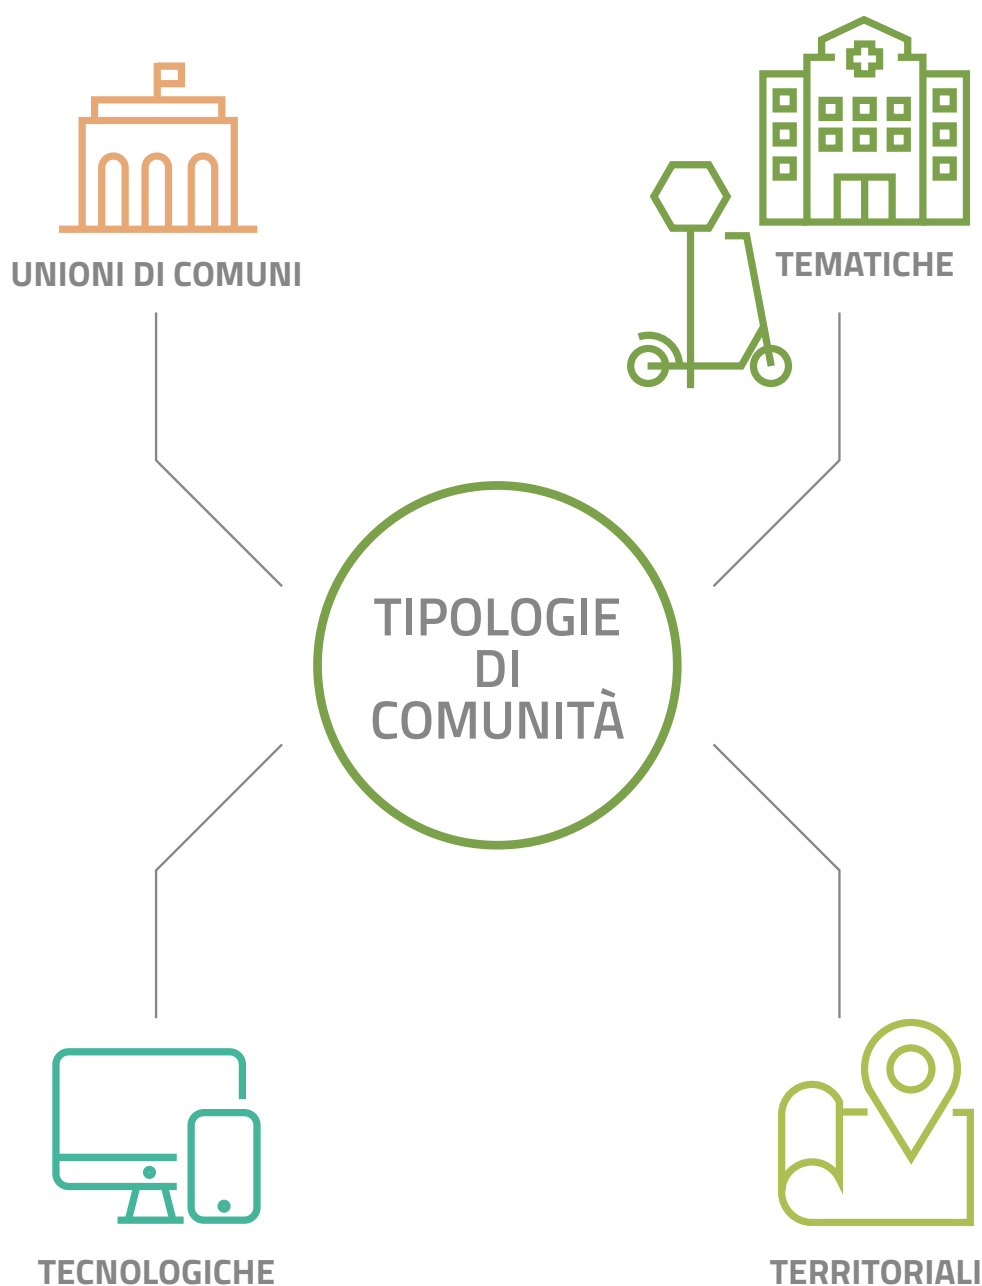 UNIONI DI COMUNI
TEMATICHE
TIPOLOGIE
DI
COMUNITÀ
TECNOLOGICHE
TERRITORIALI